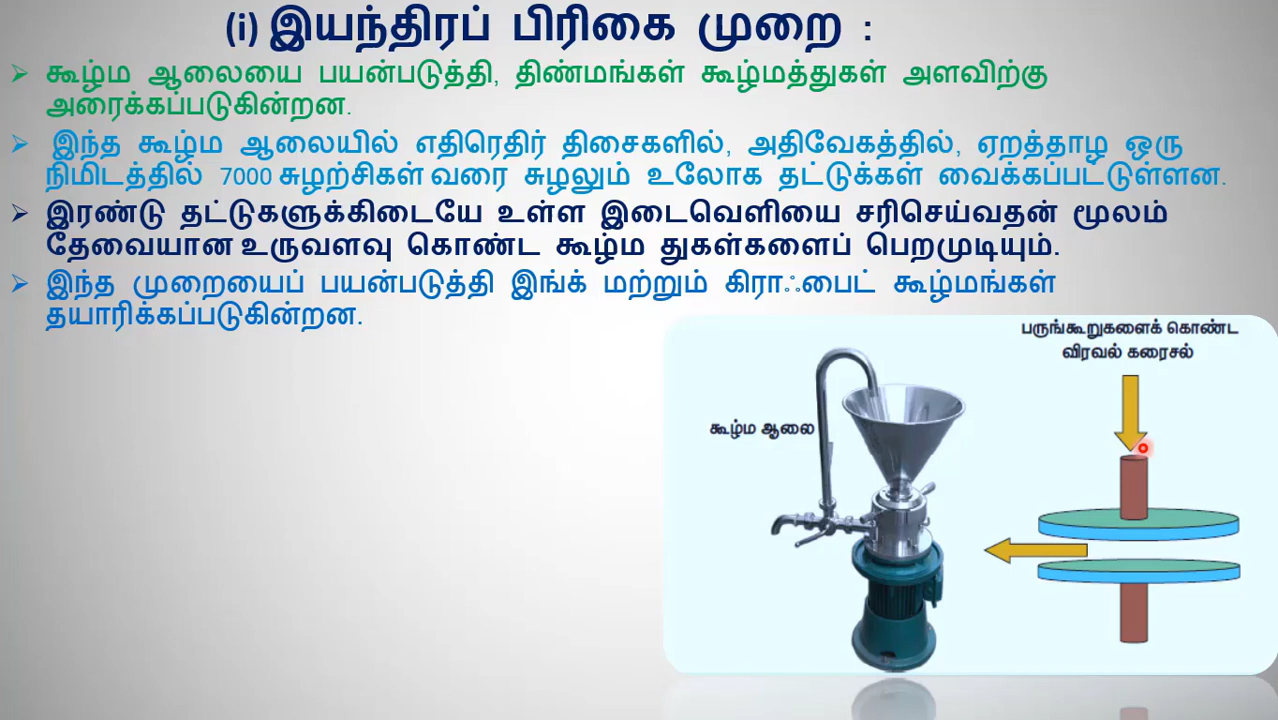 (i) இயந்திரப் பிரிகை முறை :
கூழ்ம ஆலையை பயன்படுத்தி, திண்மங்கள் கூழ்மத்துகள் அளவிற்கு
அரைக்கப்படுகின்றன.
இந்த கூழ்ம ஆலையில் எதிரெதிர் திசைகளில், அதிவேகத்தில், ஏறத்தாழ ஒரு
நிமிடத்தில் 7000 சுழற்சிகள் வரை சுழலும் உலோக தட்டுக்கள் வைக்கப்பட்டுள்ளன.
இரண்டு தட்டுகளுக்கிடையே உள்ள இடைவெளியை சரிசெய்வதன் மூலம்
தேவையான உருவளவு கொண்ட கூழ்ம துகள்களைப் பெறமுடியும்.
இந்த முறையைப் பயன்படுத்தி இங்க் மற்றும் கிராஃபைட் கூழ்மங்கள்
தயாரிக்கப்படுகின்றன.
பருங்கூறுகளைக் கொண்ட
விரவல் கரைசல்
கூழ்ம ஆலை